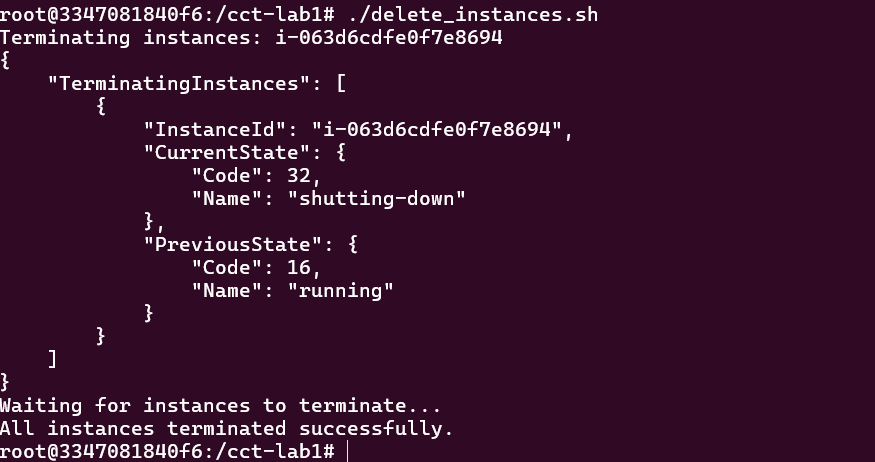 root@3347081840f6:/cct-lab1# ./delete_instances.sh
Terminating instances: i-063d6cdfe0f7e8694
{
    "TerminatingInstances": [
        {
            "InstanceId": "i-063d6cdfe0f7e8694",
            "CurrentState": {
                "Code": 32,
                "Name": "shutting-down"
            },
            "PreviousState": {
                "Code": 16,
                "Name": "running"
            }
        }
    ]
}
Waiting for instances to terminate...
All instances terminated successfully.
root@3347081840f6:/cct-lab1#